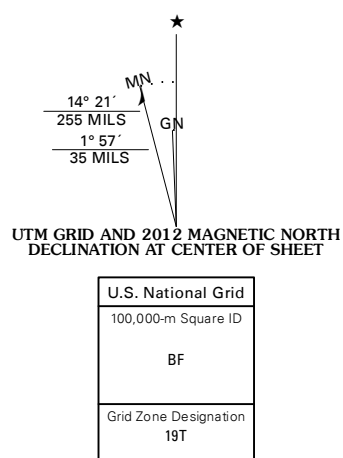 ★
MN
GN
14° 21´
255 MILS
1° 57´
35 MILS
UTM GRID AND 2012 MAGNETIC NORTH
DECLINATION AT CENTER OF SHEET
U.S. National Grid
100,000-m Square ID
BF
Grid Zone Designation
19T